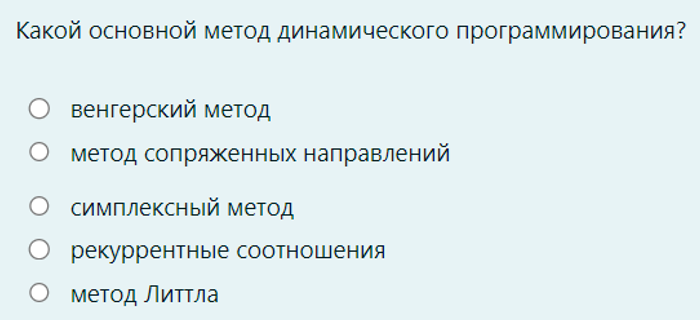 Какой основной метод динамического программирования?
венгерский метод
метод сопряженных направлений
симплексный метод
рекуррентные соотношения
метод Литтла